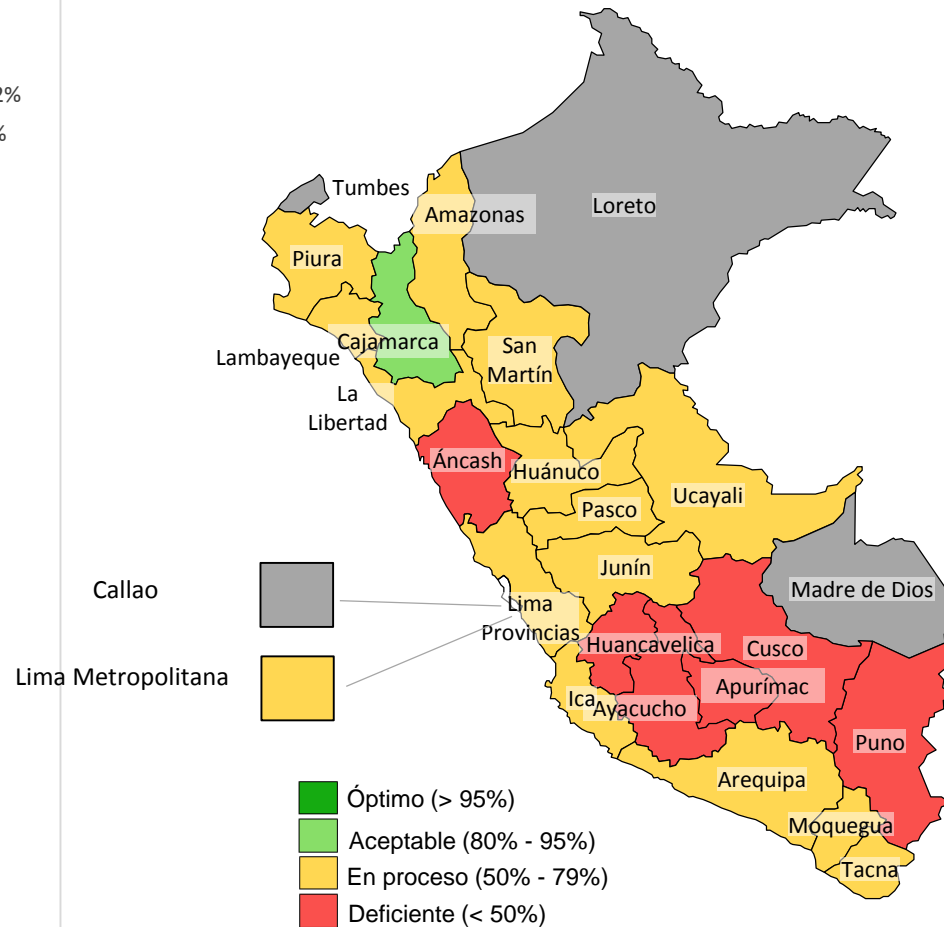 2%
%
Tumbes
Amazonas
Loreto
Piura
Cajamarca
San
Martín
Lambayeque
La
Libertad
Áncash
Huánuco
Ucayali
Pasco
Junín
Callao
Madre de Dios
Lima
Provincias
Huancavelica
Cusco
Lima Metropolitana
Apurímac
Ica
Ayacucho
Puno
Arequipa
Óptimo (> 95%)
Moquegua
Aceptable (80% - 95%)
Tacna
En proceso (50% - 79%)
Deficiente (< 50%)